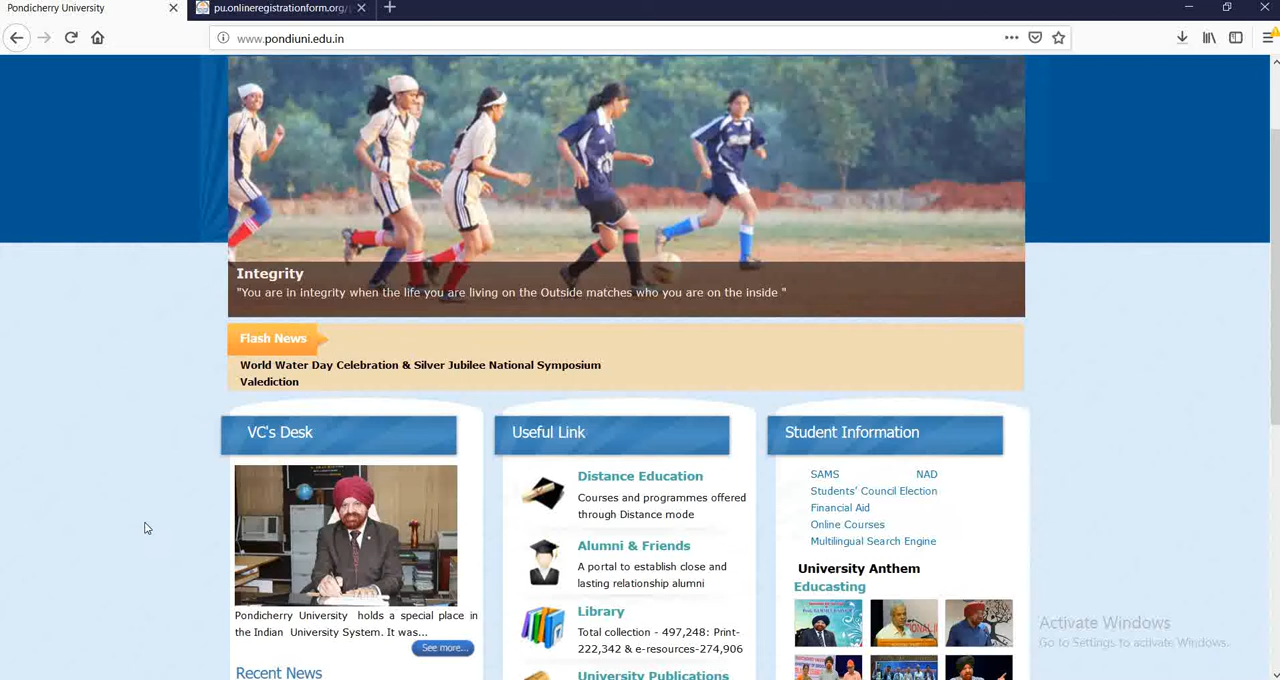 Pondicherry University
pu.onlineregistrationform.org/
www.pondiuni.edu.in
Integrity
"You are in integrity when the life you are living on the Outside matches who you are on the inside "
Flash News
World Water Day Celebration & Silver Jubilee National Symposium
Valediction
VC's Desk
Pondicherry University holds a special place in
the Indian University System. It was...
See more...
Recent News
Useful Link
Distance Education
Courses and programmes offered
through Distance mode
Alumni & Friends
A portal to establish close and
lasting relationship alumni
Library
Total collection - 497,248: Print-
222,342 & e-resources-274,906
University Publications
Student Information
SAMS NAD
Students' Council Election
Financial Aid
Online Courses
Multilingual Search Engine
University Anthem
Educasting
Activate Windows
Go to Settings to activate Windows.